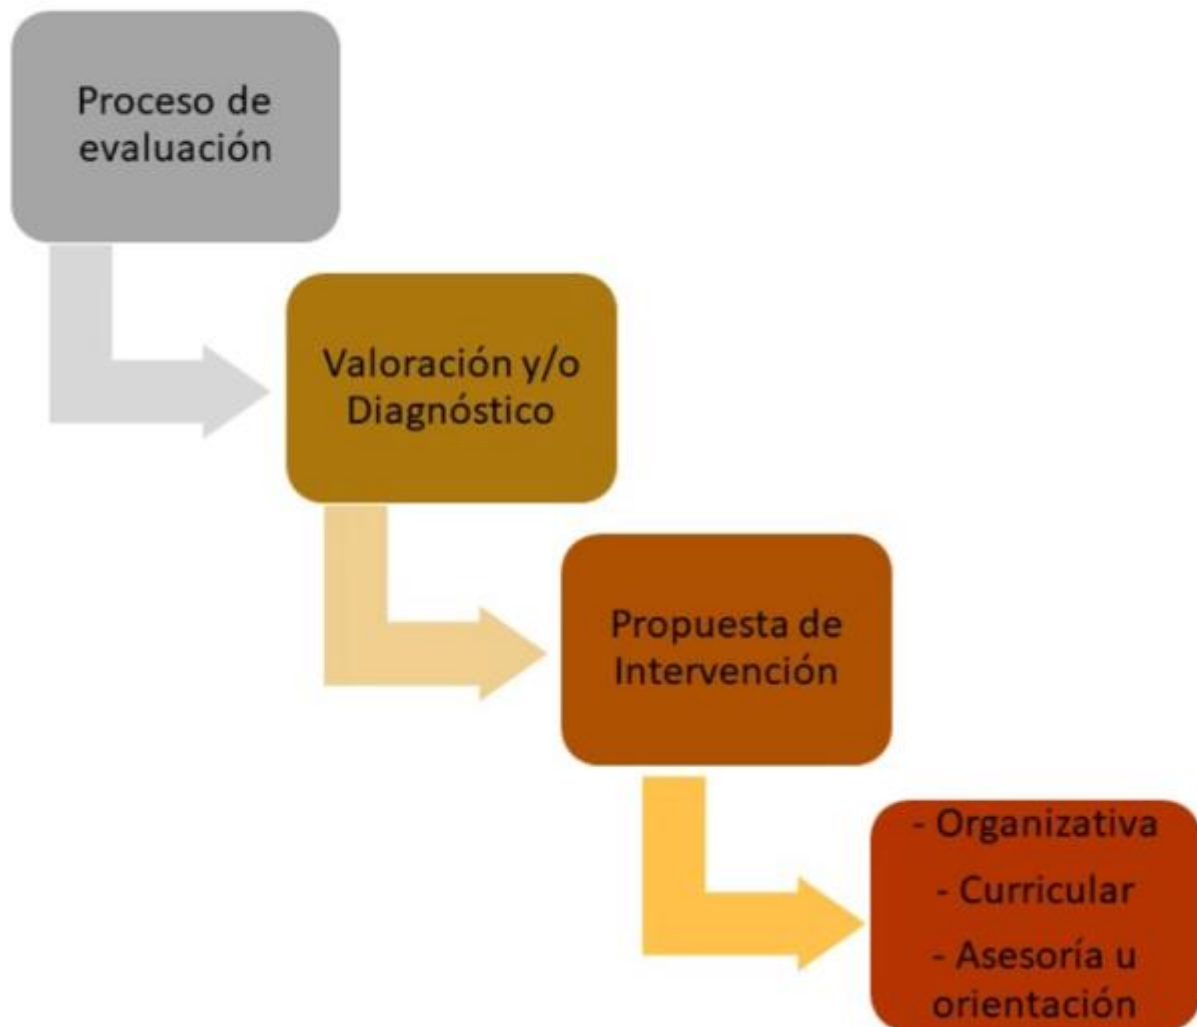 Proceso de
evaluación
Valoración y/o
Diagnóstico
Propuesta de
Intervención
- Organizativa
- Curricular
- Asesoría u
orientación